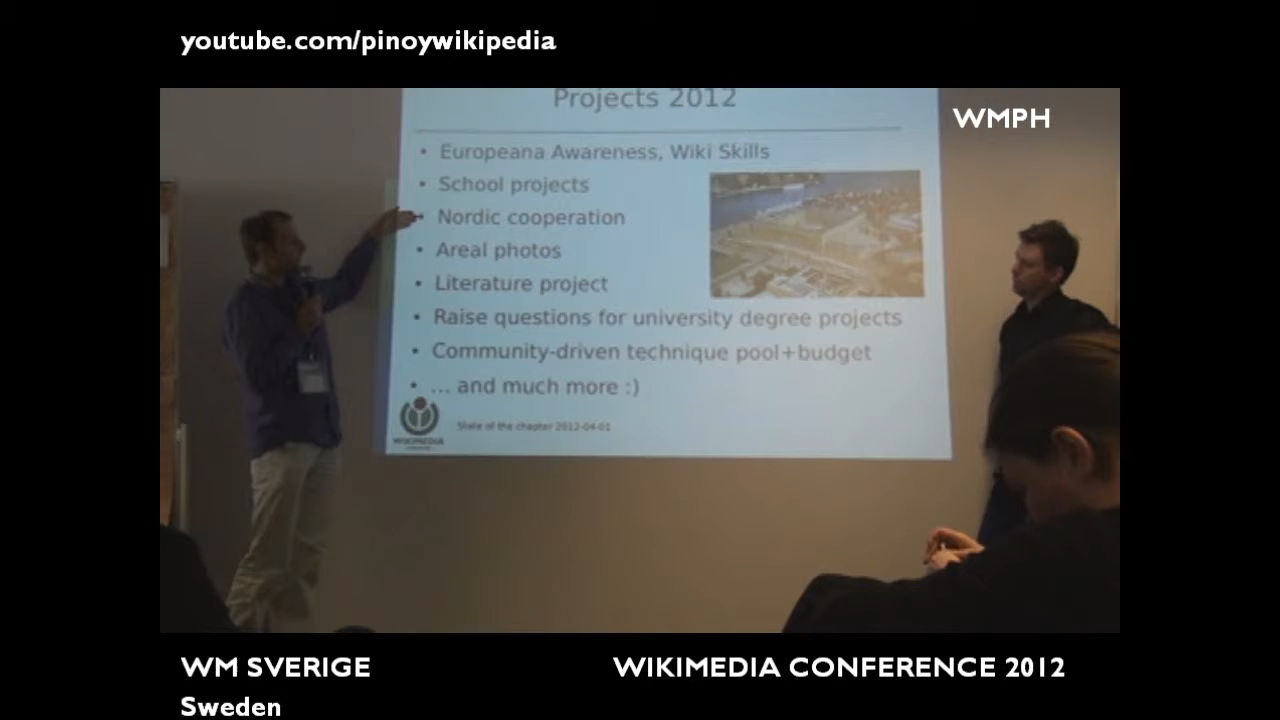 youtube.com/pinoywikipedia
Projects 2012
WMPH
• Europeana Awareness, Wiki Skills
• School projects
• Nordic cooperation
• Areal photos
• Literature project
• Raise questions for university degree projects
• Community-driven technique pool+budget
• ... and much more :)
State of the chapter 2012-04-01
WIKIMEDIA
WM SVERIGE
WIKIMEDIA CONFERENCE 2012
Sweden